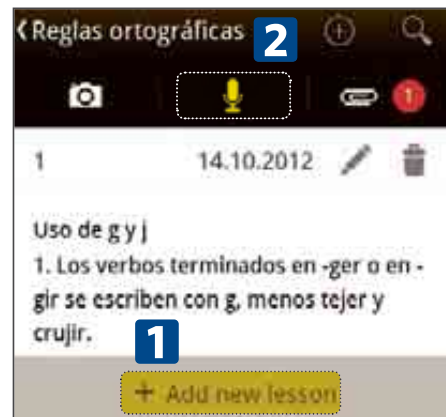 Reglas ortográficas
2
1
1 14.10.2012
Uso de g y j
1. Los verbos terminados en -ger o en -
gir se escriben con g, menos tejer y
crujir.
1
+ Add new lesson